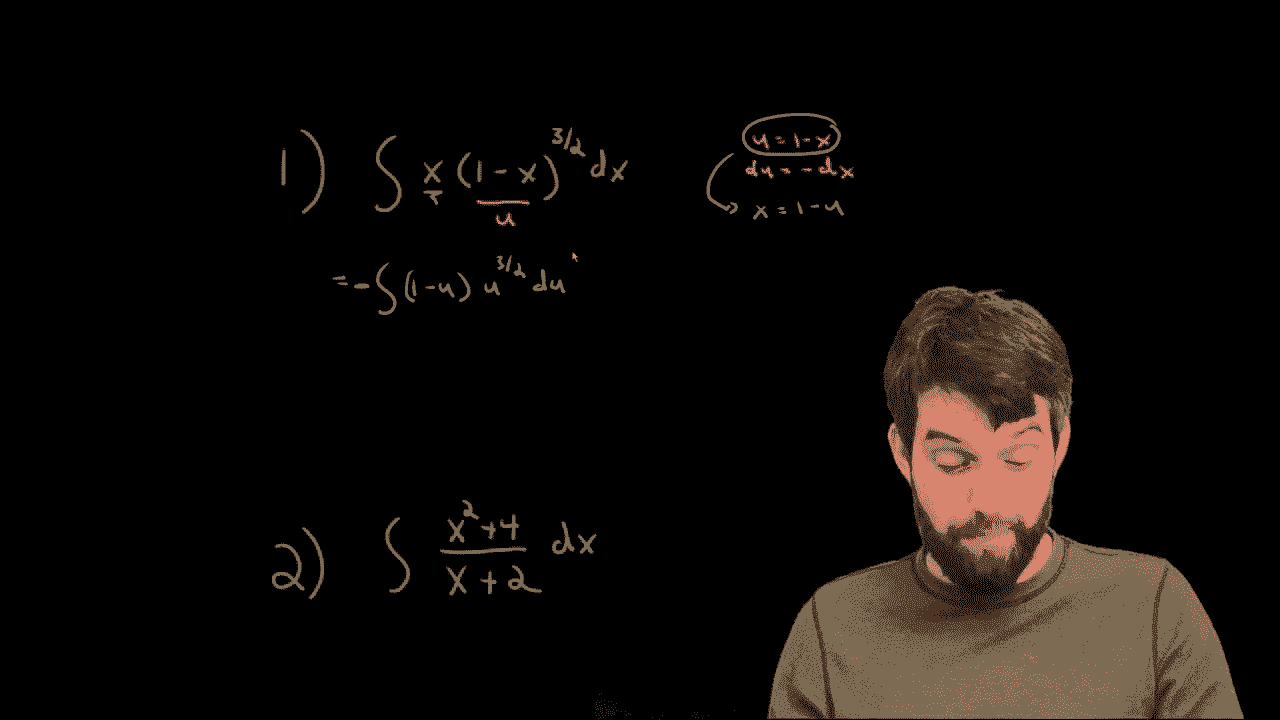 1) ∫ x (1 - x)^{3/2} dx
u
u = 1 - x
du = - dx
x = 1 - u
= - ∫ (1 - u) u^{3/2} du
2) ∫ (x^2 + 4)/(x + 2) dx